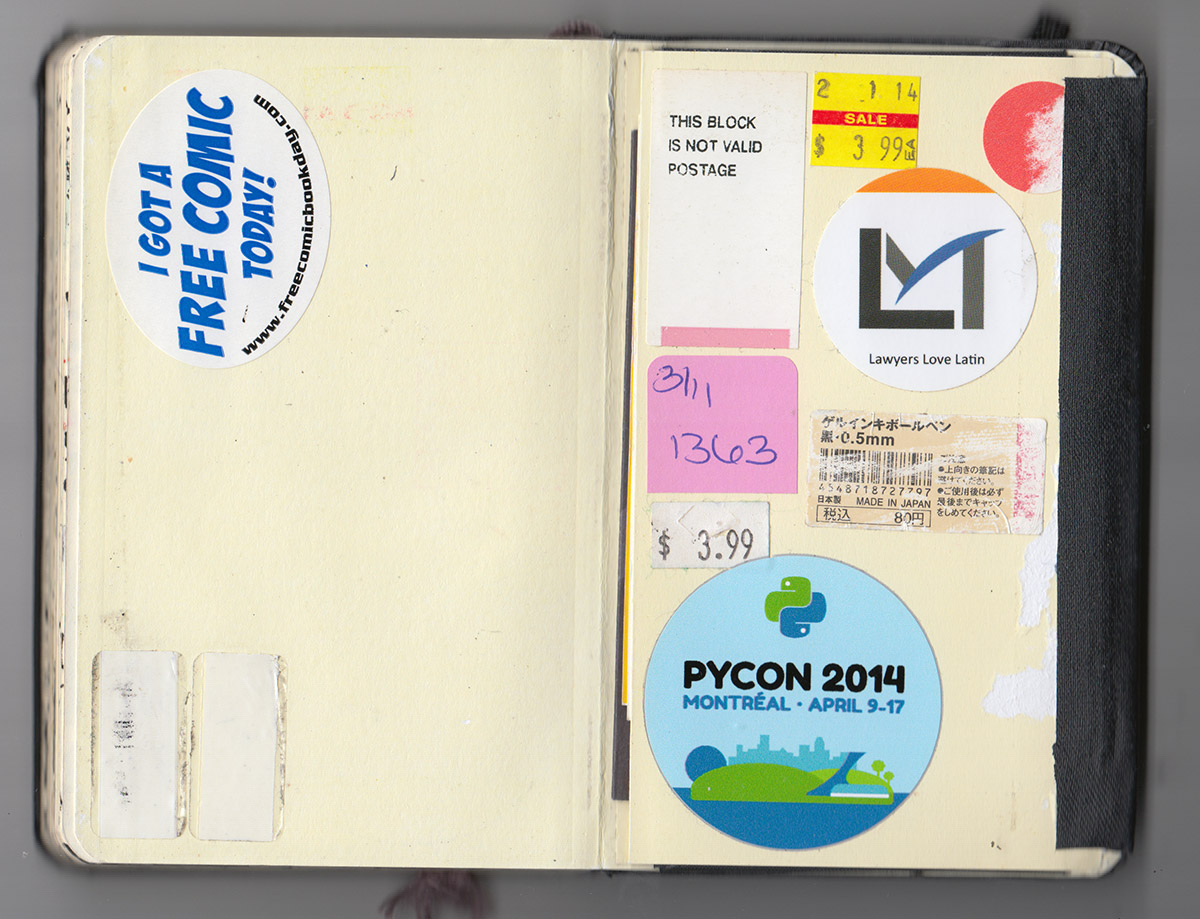 I GOT A
FREE COMIC
TODAY!
www.freecomicbookday.com
THIS BLOCK
IS NOT VALID
POSTAGE
2 1 14
SALE
$ 3 99 EA
LMT
Lawyers Love Latin
3/11
1363
ゲルインキボールペン
黒・0.5mm
4548718727797
日本製 MADE IN JAPAN
税込 80円
●上向きの筆記は
避けてください。
●ご使用後は必ず
最後までキャップ
をしめてください。
$ 3.99
PYCON 2014
MONTRÉAL · APRIL 9-17